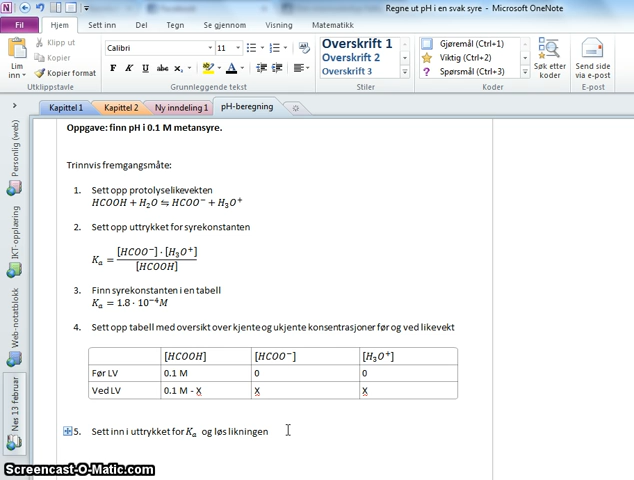 Regne ut pH i en svak syre - Microsoft OneNote
Fil Hjem Sett inn Del Tegn Se gjennom Visning Matematikk
Klipp ut
Kopier
Kopier format
Lim inn
Utklippstavle
Calibri 11
F K U abc x₂ A
Grunnleggende tekst
Overskrift 1
Overskrift 2
Overskrift 3
Stiler
Gjøremål (Ctrl+1)
Viktig (Ctrl+2)
Spørsmål (Ctrl+3)
Koder
Søk etter koder
Send side via e-post
E-post
Kapittel 1 Kapittel 2 Ny inndeling 1 pH-beregning
Personlig (web)
IKT-opplæring
Web-notatblokk
Nes 13 februar
Oppgave: finn pH i 0.1 M metansyre.
Trinnvis fremgangsmåte:
1. Sett opp protolyselikevekten
HCOOH + H₂O ⇋ HCOO⁻ + H₃O⁺
2. Sett opp uttrykket for syrekonstanten
Kₐ = [HCOO⁻] · [H₃O⁺] / [HCOOH]
3. Finn syrekonstanten i en tabell
Kₐ = 1.8 · 10⁻⁴M
4. Sett opp tabell med oversikt over kjente og ukjente konsentrasjoner før og ved likevekt
[HCOOH] [HCOO⁻] [H₃O⁺]
Før LV 0.1 M 0 0
Ved LV 0.1 M - X X X
5. Sett inn i uttrykket for Kₐ og løs likningen
Screencast-O-Matic.com